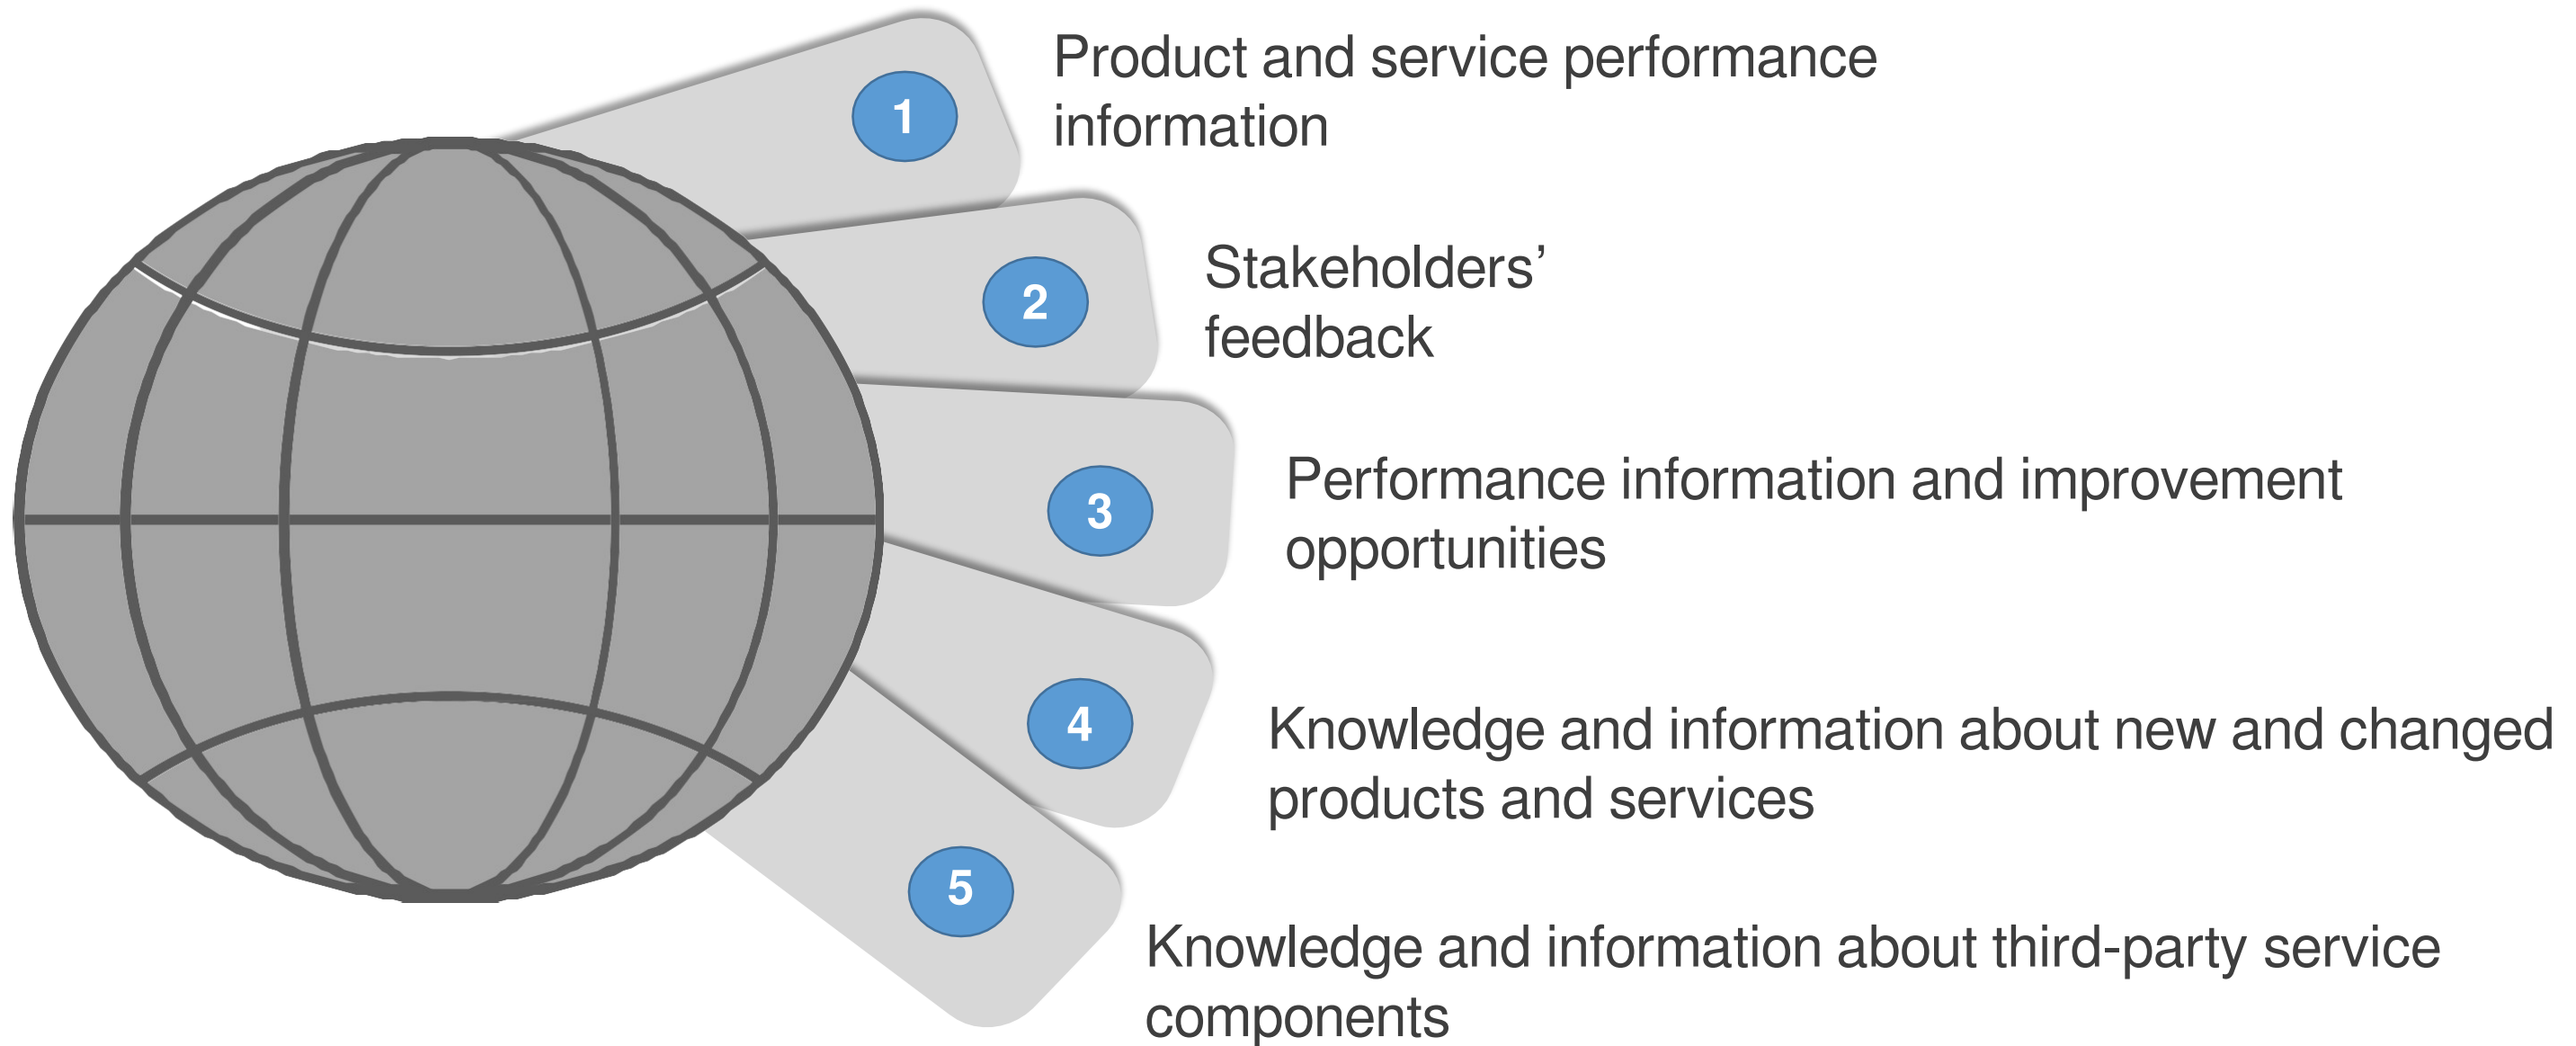 1
Product and service performance
information
2
Stakeholders’
feedback
3
Performance information and improvement
opportunities
4
Knowledge and information about new and changed
products and services
5
Knowledge and information about third-party service
components